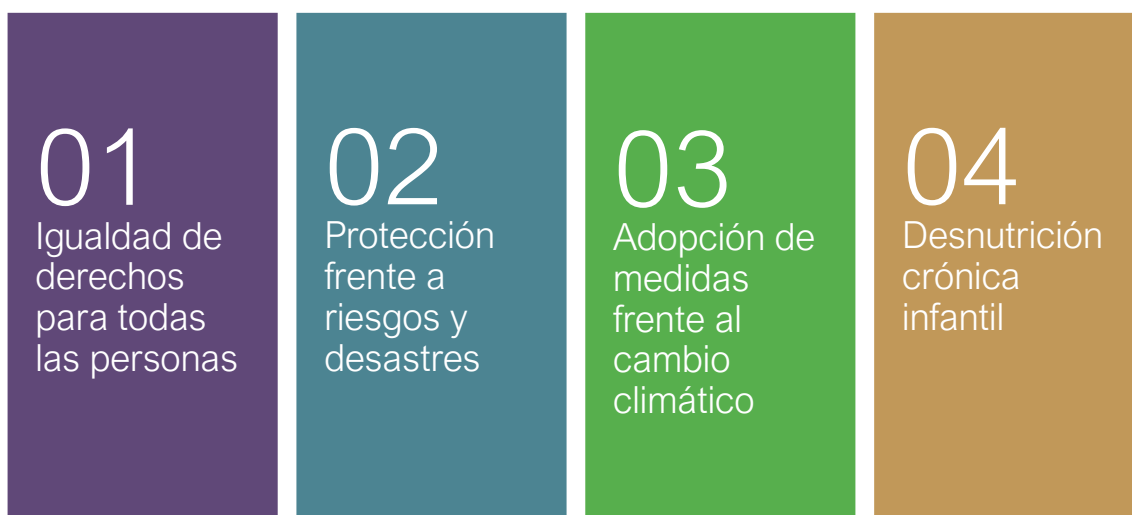 01
Igualdad de
derechos
para todas
las personas
02
Protección
frente a
riesgos y
desastres
03
Adopción de
medidas
frente al
cambio
climático
04
Desnutrición
crónica
infantil